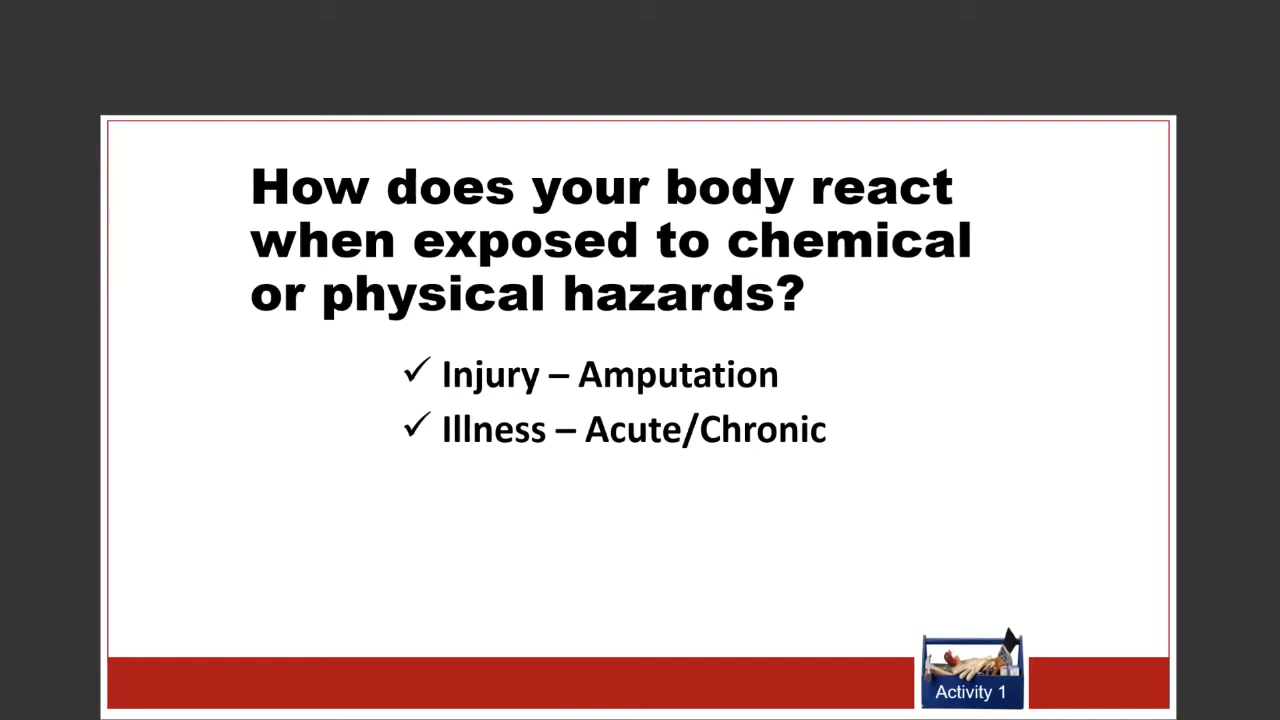 How does your body react
when exposed to chemical
or physical hazards?
✓ Injury – Amputation
✓ Illness – Acute/Chronic
Activity 1